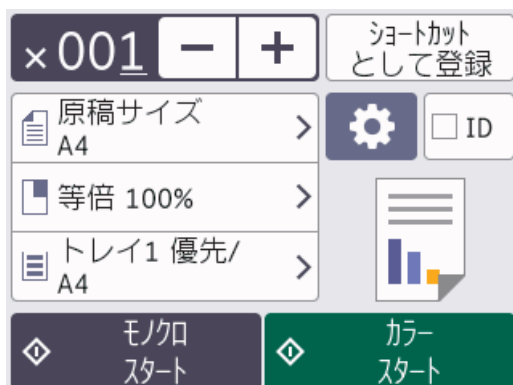 ×001
ショートカット
として登録
原稿サイズ
A4
ID
等倍 100%
トレイ1 優先/
A4
モノクロ
スタート
カラー
スタート